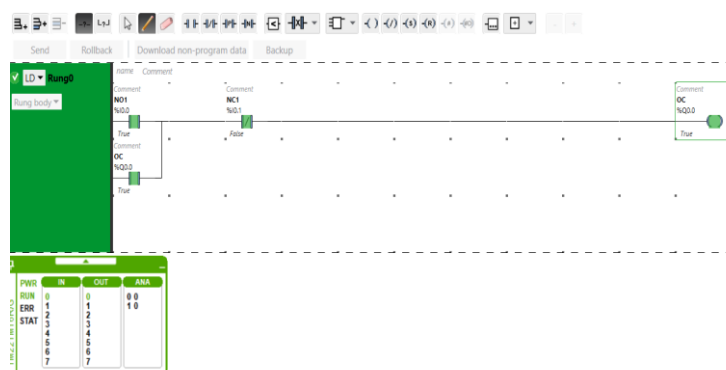 Send Rollback Download non-program data Backup
LD Rung0
name Comment
Rung body
Comment
NO1
%I0.0
True
Comment
NC1
%I0.1
False
Comment
OC
%Q0.0
True
Comment
OC
%Q0.0
True
PWR IN OUT ANA
RUN 0 0 0 0
ERR 1 1 1 0
STAT 2 2
3 3
4 4
5 5
6 6
7 7